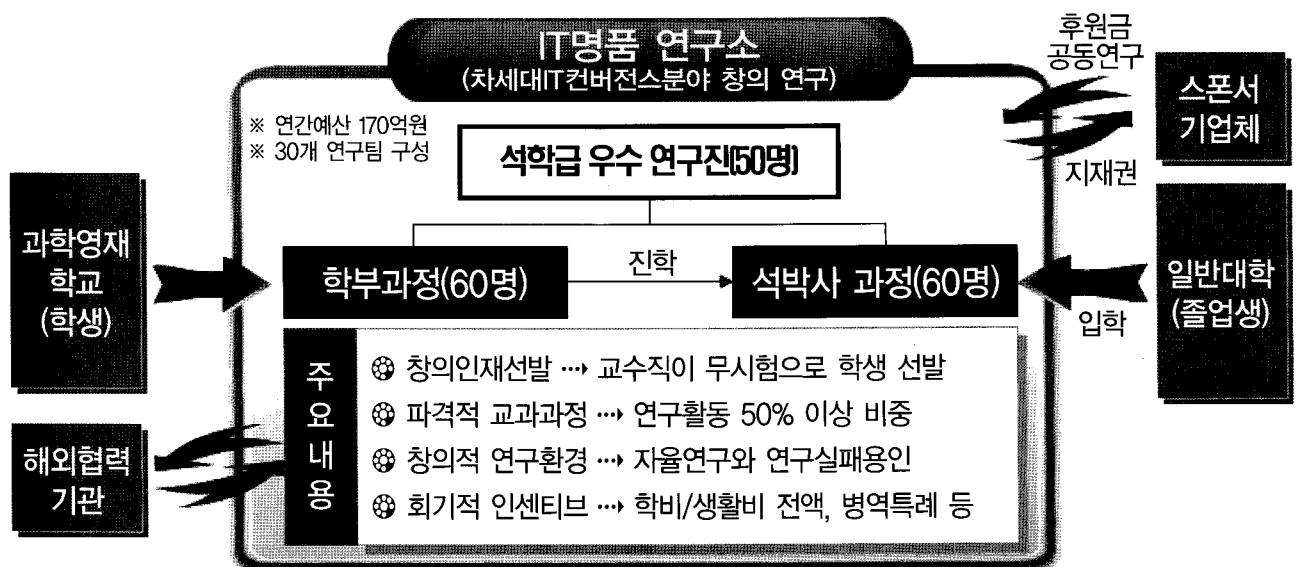 IT명품 연구소
(차세대IT컨버전스분야 창의 연구)
후원금
공동연구
스폰서
기업체
지재권
※ 연간예산 170억원
※ 30개 연구팀 구성
석학급 우수 연구진(50명)
과학영재
학교
(학생)
학부과정(60명)
진학
석박사 과정(60명)
입학
일반대학
(졸업생)
해외협력
기관
주
요
내
용
창의인재선발 ···→ 교수직이 무시험으로 학생 선발
파격적 교과과정 ···→ 연구활동 50% 이상 비중
창의적 연구환경 ···→ 자율연구와 연구실패용인
회기적 인센티브 ···→ 학비/생활비 전액, 병역특례 등